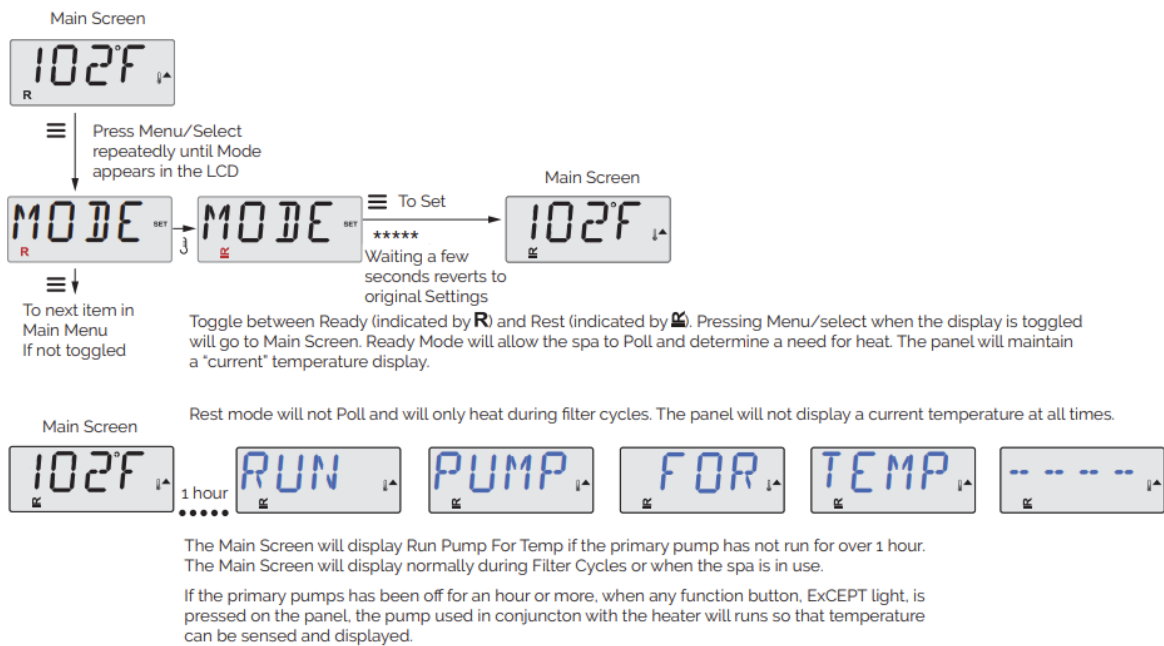 Main Screen
102°F
R
Press Menu/Select
repeatedly until Mode
appears in the LCD
Main Screen
MODE SET
R
MODE SET
R
To Set
*****
Waiting a few
seconds reverts to
original Settings
102°F
R
To next item in
Main Menu
If not toggled
Toggle between Ready (indicated by R) and Rest (indicated by R). Pressing Menu/select when the display is toggled
will go to Main Screen. Ready Mode will allow the spa to Poll and determine a need for heat. The panel will maintain
a “current” temperature display.
Rest mode will not Poll and will only heat during filter cycles. The panel will not display a current temperature at all times.
Main Screen
102°F
R
1 hour
RUN
R
PUMP
R
FOR
R
TEMP
R
- - - -
R
The Main Screen will display Run Pump For Temp if the primary pump has not run for over 1 hour.
The Main Screen will display normally during Filter Cycles or when the spa is in use.
If the primary pumps has been off for an hour or more, when any function button, ExCEPT light, is
pressed on the panel, the pump used in conjuncton with the heater will runs so that temperature
can be sensed and displayed.